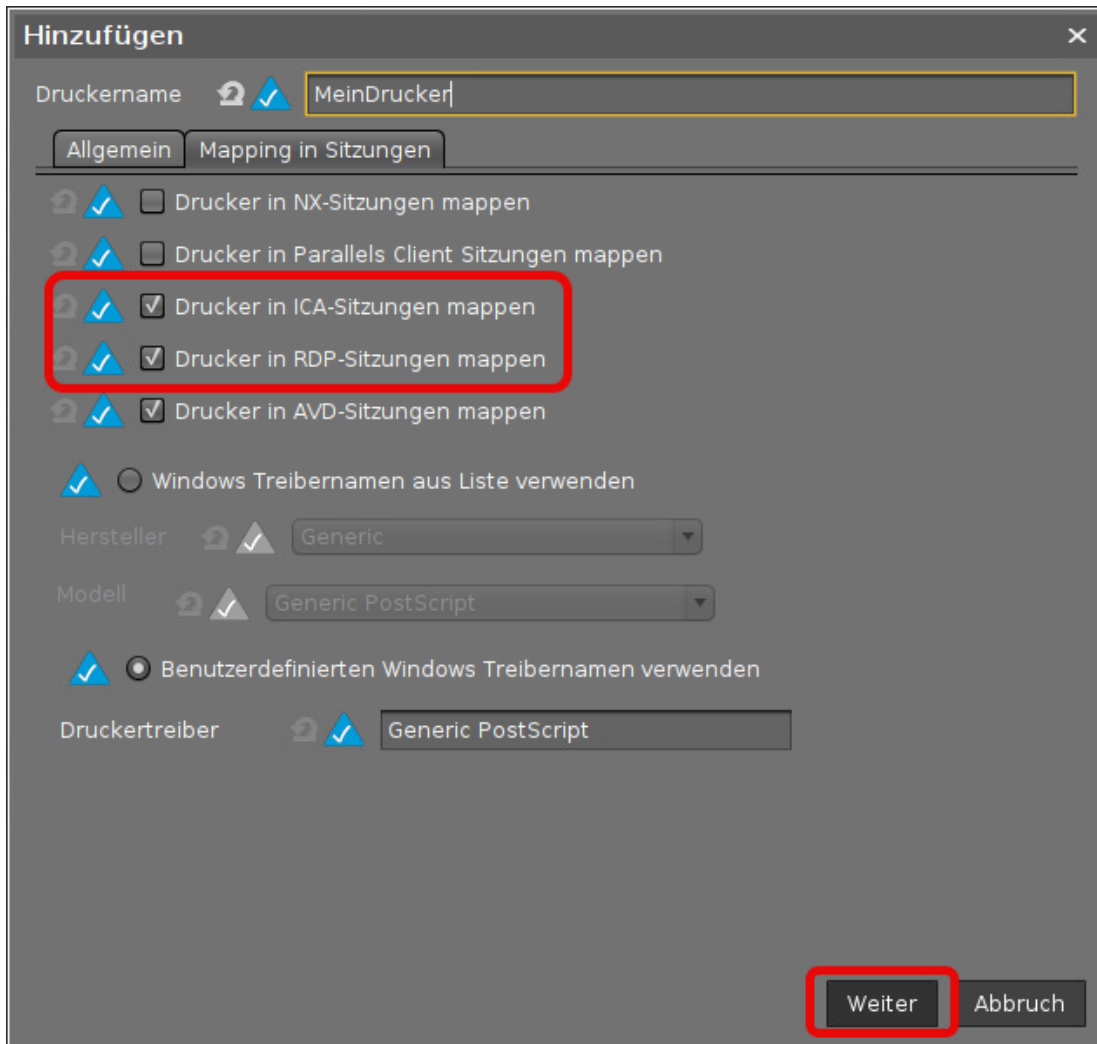 Hinzufügen
Druckername MeinDrucker
Allgemein Mapping in Sitzungen
Drucker in NX-Sitzungen mappen
Drucker in Parallels Client Sitzungen mappen
Drucker in ICA-Sitzungen mappen
Drucker in RDP-Sitzungen mappen
Drucker in AVD-Sitzungen mappen
Windows Treibernamen aus Liste verwenden
Hersteller Generic
Modell Generic PostScript
Benutzerdefinierten Windows Treibernamen verwenden
Druckertreiber Generic PostScript
Weiter Abbruch